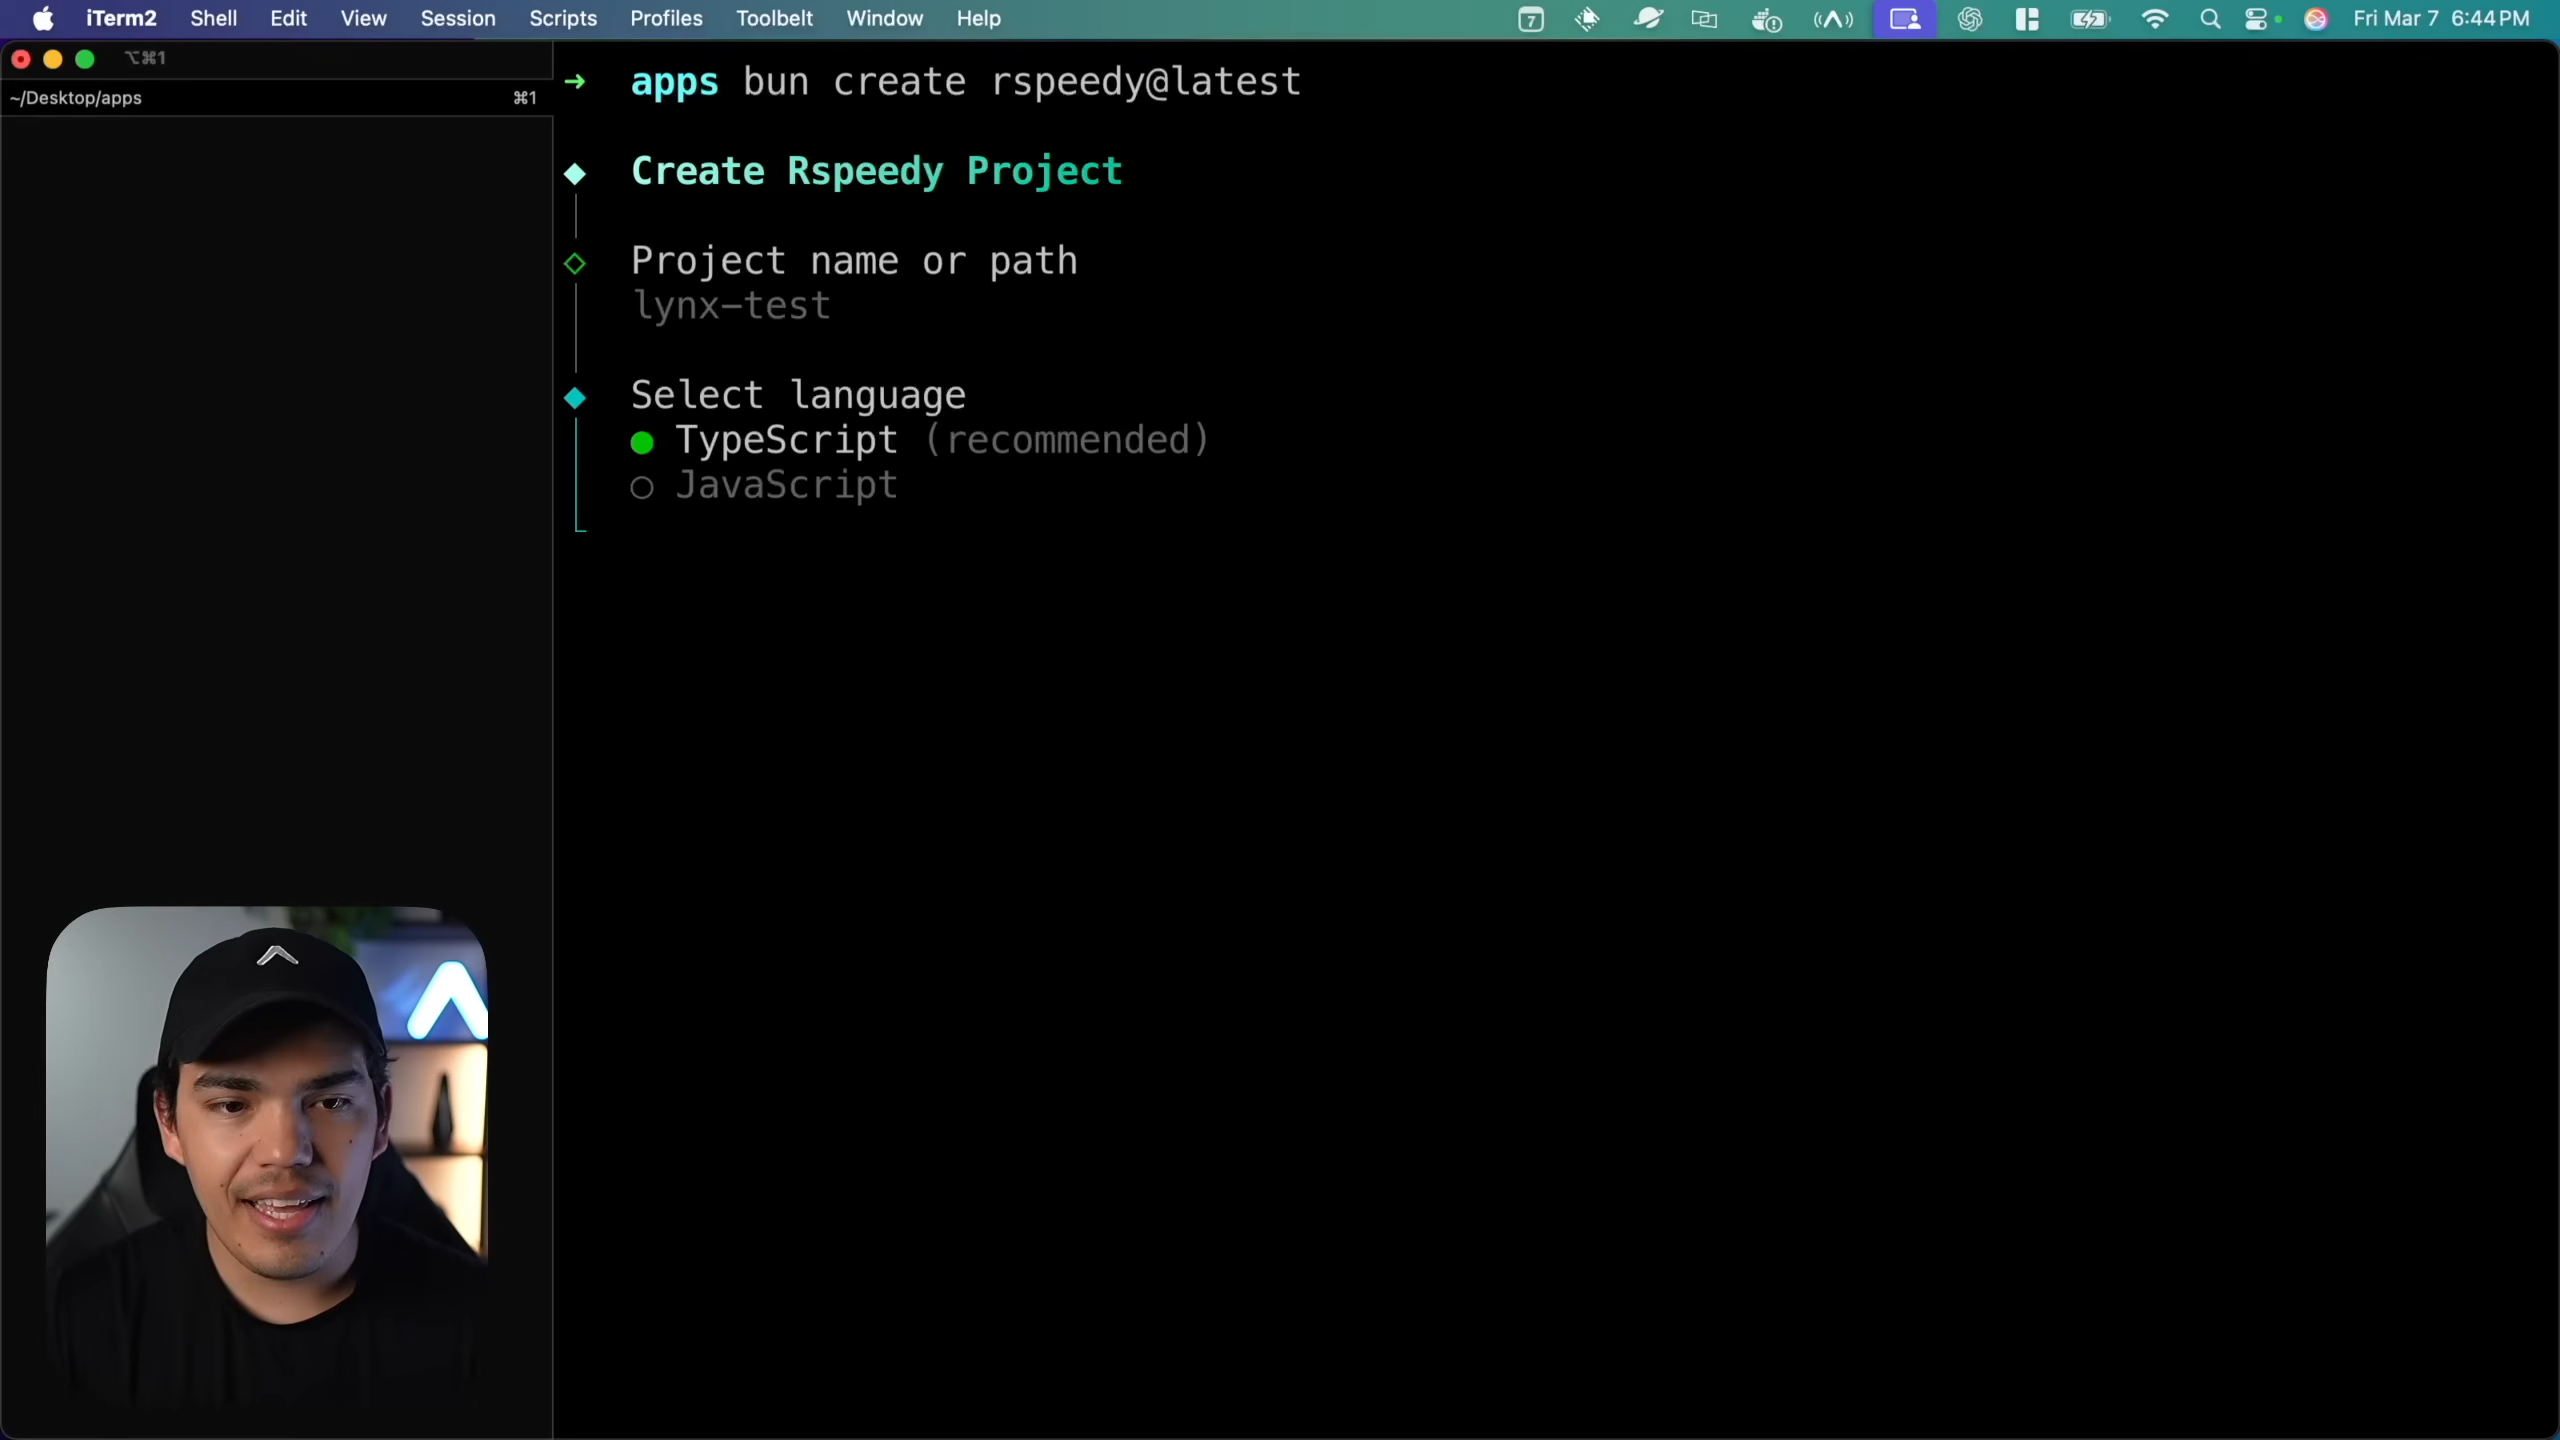 iTerm2 Shell Edit View Session Scripts Profiles Toolbelt Window Help 7 Fri Mar 7 6:44 PM
⌥⌘1
~/Desktop/apps ⌘1
➜ apps bun create rspeedy@latest
◆ Create Rspeedy Project
◇ Project name or path
lynx-test
◆ Select language
● TypeScript (recommended)
○ JavaScript